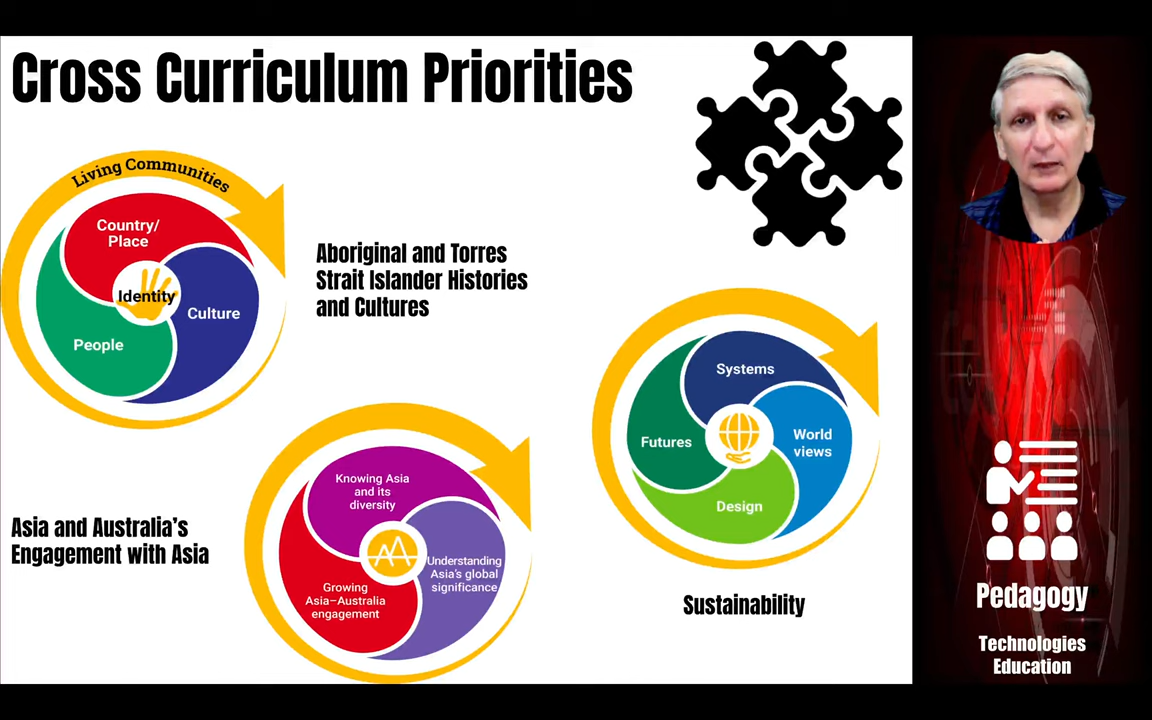 Cross Curriculum Priorities
Living Communities
Country/
Place
Identity
Culture
People
Aboriginal and Torres
Strait Islander Histories
and Cultures
Systems
World
views
Futures
Design
Sustainability
Asia and Australia’s
Engagement with Asia
Knowing Asia
and its
diversity
Understanding
Asia’s global
significance
Growing
Asia–Australia
engagement
Pedagogy
Technologies
Education